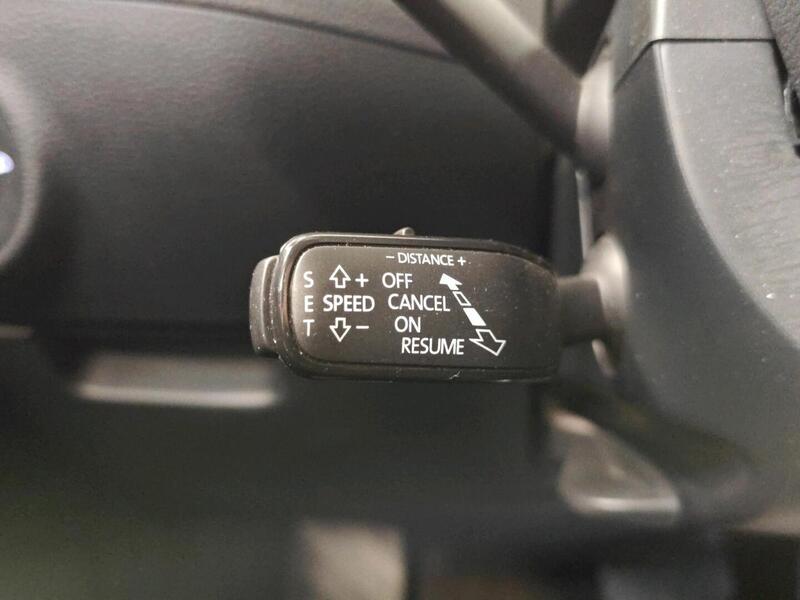 – DISTANCE +
S + OFF
E SPEED CANCEL
T – ON
RESUME